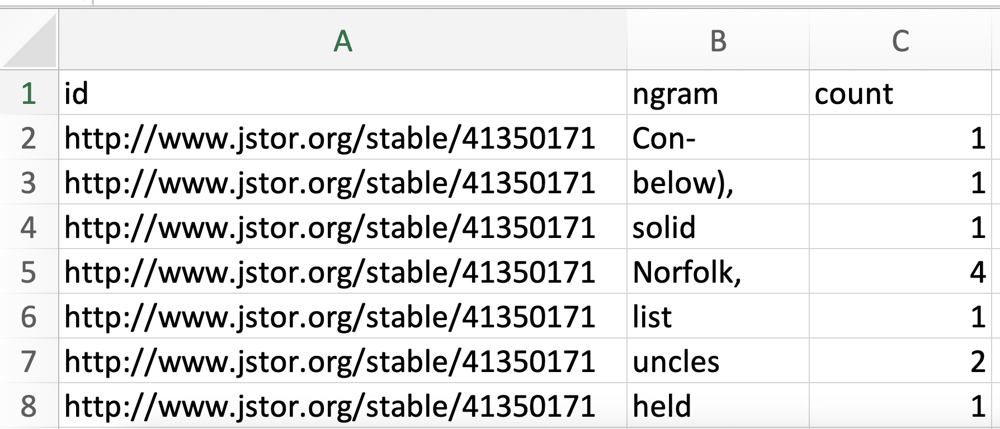 A B C
1 id ngram count
2 http://www.jstor.org/stable/41350171 Con- 1
3 http://www.jstor.org/stable/41350171 below), 1
4 http://www.jstor.org/stable/41350171 solid 1
5 http://www.jstor.org/stable/41350171 Norfolk, 4
6 http://www.jstor.org/stable/41350171 list 1
7 http://www.jstor.org/stable/41350171 uncles 2
8 http://www.jstor.org/stable/41350171 held 1